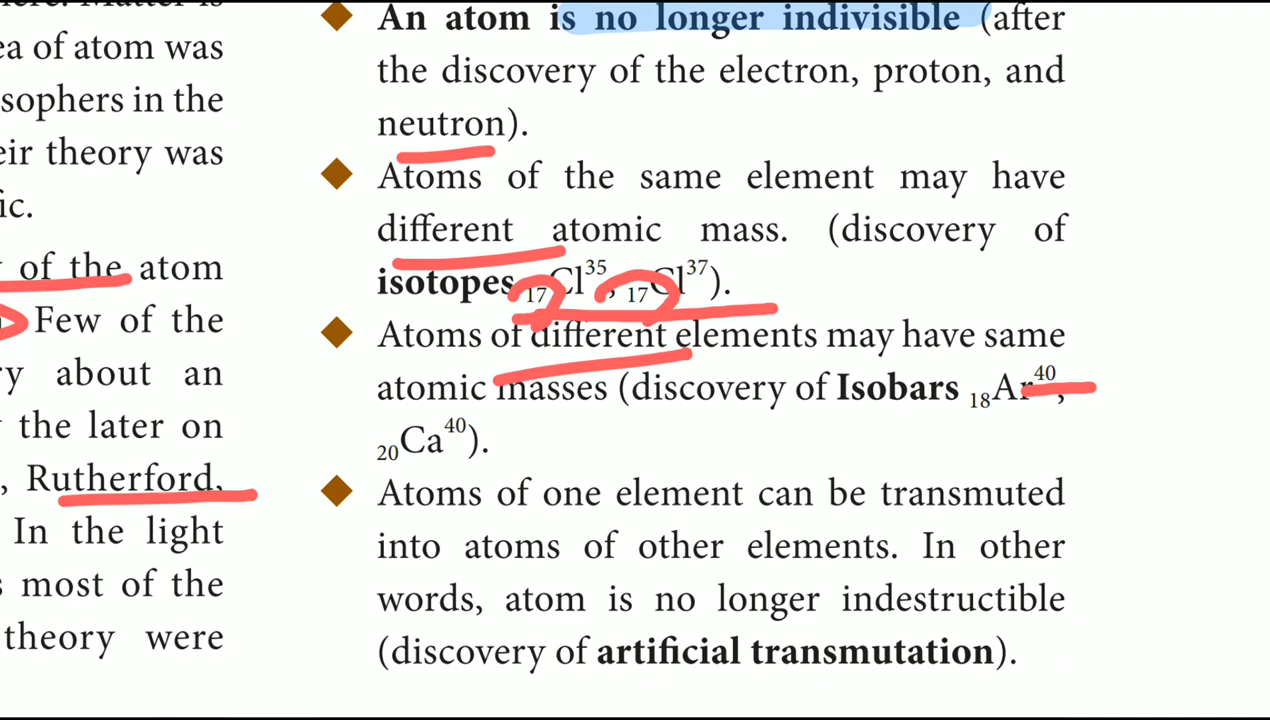 ea of atom was
sophers in the
eir theory was
ic.
of the atom
Few of the
ry about an
the later on
, Rutherford,
In the light
s most of the
theory were
◆ An atom is no longer indivisible (after
the discovery of the electron, proton, and
neutron).
◆ Atoms of the same element may have
different atomic mass. (discovery of
isotopes ₁₇Cl³⁵, ₁₇Cl³⁷).
◆ Atoms of different elements may have same
atomic masses (discovery of Isobars ₁₈Ar⁴⁰,
₂₀Ca⁴⁰).
◆ Atoms of one element can be transmuted
into atoms of other elements. In other
words, atom is no longer indestructible
(discovery of artificial transmutation).